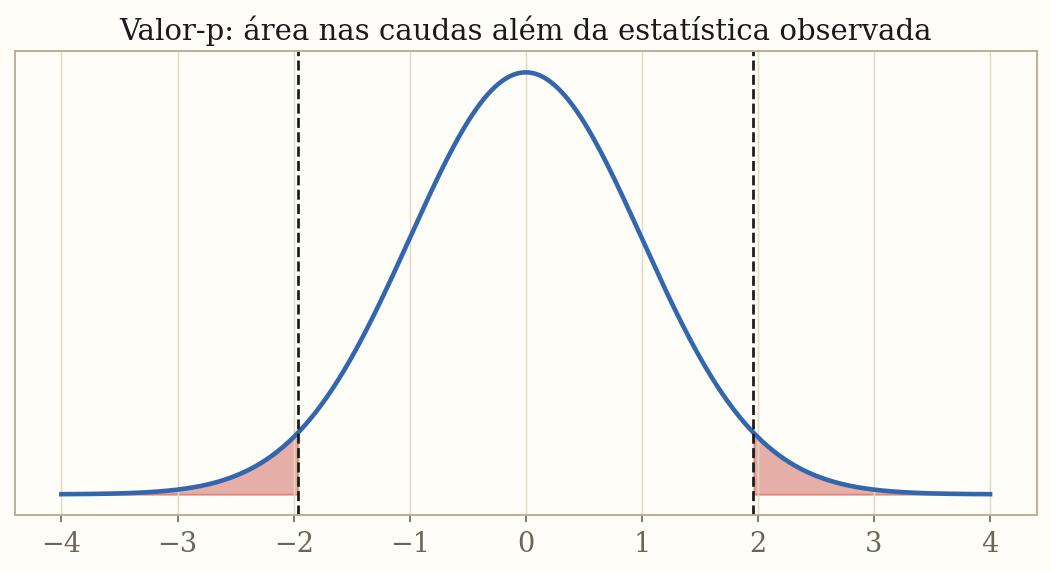 Valor-p: área nas caudas além da estatística observada
−4 −3 −2 −1 0 1 2 3 4